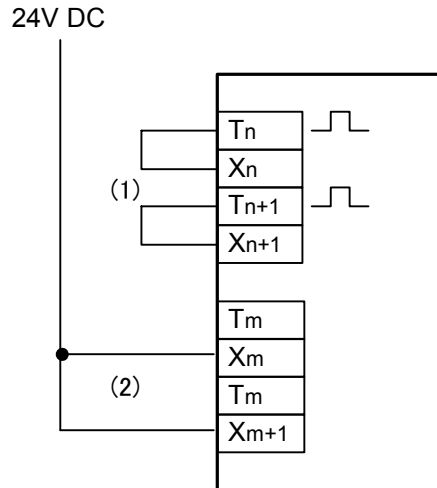 24V DC
Tn
Xn
(1)
Tn+1
Xn+1
Tm
Xm
(2)
Tm
Xm+1